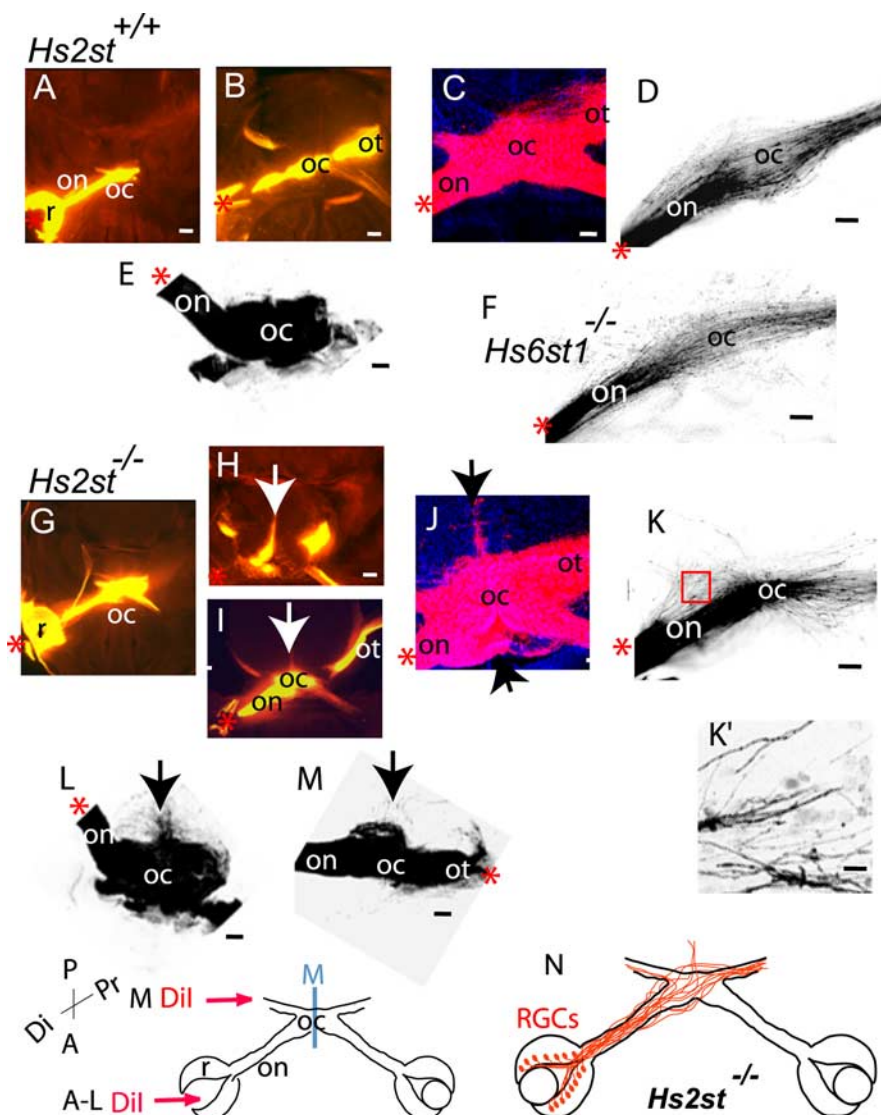 Hs2st +/+
A
on
oc
r
*
B
ot
oc
*
C
ot
oc
on
*
D
oc
on
*
E
*
on
oc
F
Hs6st1 -/-
oc
on
*
Hs2st -/-
G
r
oc
*
H
*
I
ot
oc
on
*
J
ot
oc
on
*
K
oc
on
*
K'
L
*
on
oc
M
on
oc
ot
*
P
Pr
Di
A
M DiI
M
oc
r
on
A-L DiI
N
RGCs
Hs2st -/-